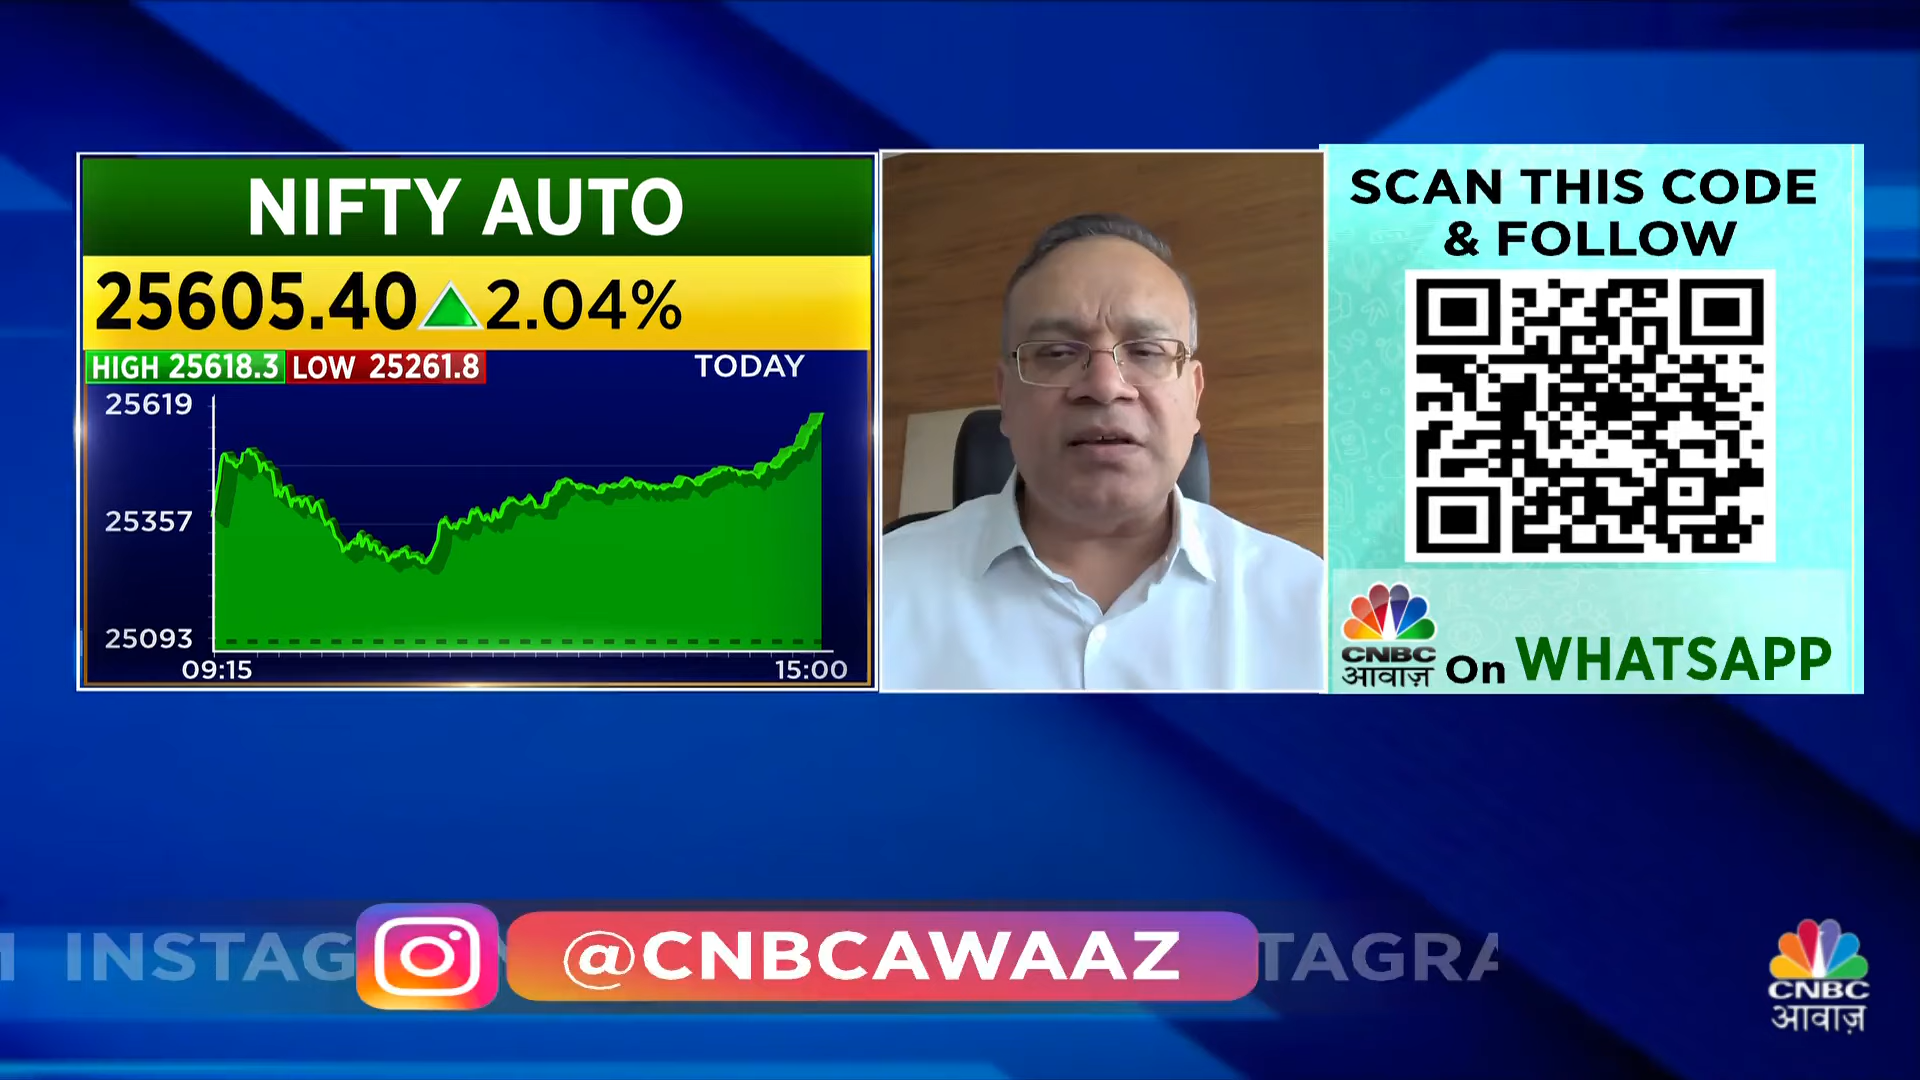 NIFTY AUTO
25605.40 2.04%
HIGH 25618.3 LOW 25261.8 TODAY
25619
25357
25093
09:15 15:00
SCAN THIS CODE
& FOLLOW
CNBC
आवाज़
On WHATSAPP
INSTAG
@CNBCAWAAZ
TAGRA
CNBC
आवाज़